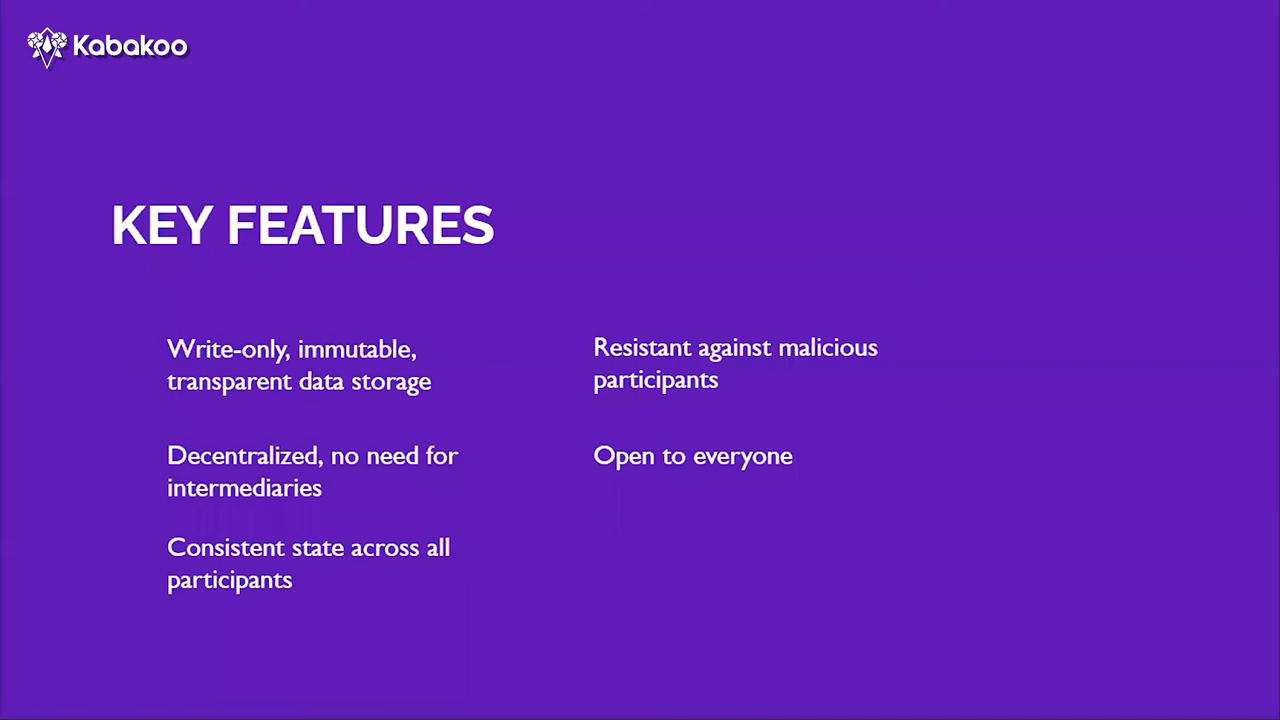 Kabakoo
KEY FEATURES
Write-only, immutable,
transparent data storage
Decentralized, no need for
intermediaries
Consistent state across all
participants
Resistant against malicious
participants
Open to everyone